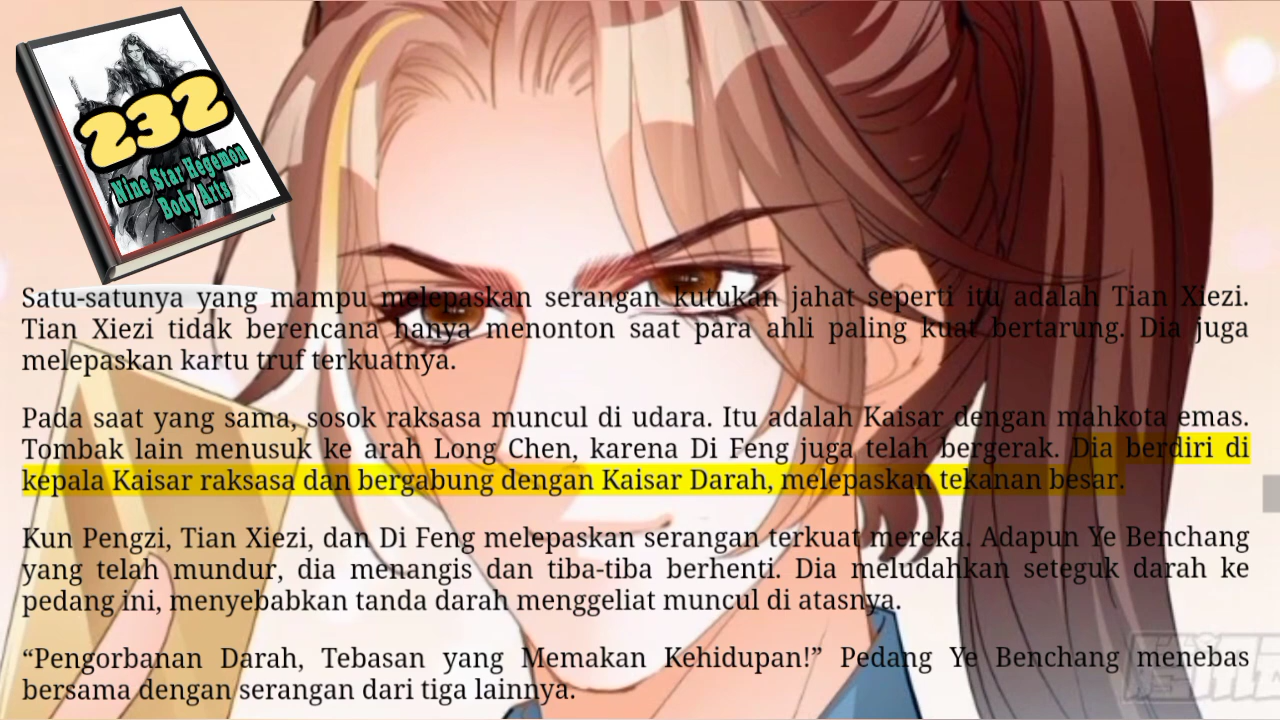 232
Nine Star Hegemon
Body Arts
Satu-satunya yang mampu melepaskan serangan kutukan jahat seperti itu adalah Tian Xiezi.
Tian Xiezi tidak berencana hanya menonton saat para ahli paling kuat bertarung. Dia juga
melepaskan kartu truf terkuatnya.
Pada saat yang sama, sosok raksasa muncul di udara. Itu adalah Kaisar dengan mahkota emas.
Tombak lain menusuk ke arah Long Chen, karena Di Feng juga telah bergerak. Dia berdiri di
kepala Kaisar raksasa dan bergabung dengan Kaisar Darah, melepaskan tekanan besar.
Kun Pengzi, Tian Xiezi, dan Di Feng melepaskan serangan terkuat mereka. Adapun Ye Benchang
yang telah mundur, dia menangis dan tiba-tiba berhenti. Dia meludahkan seteguk darah ke
pedang ini, menyebabkan tanda darah menggeliat muncul di atasnya.
“Pengorbanan Darah, Tebasan yang Memakan Kehidupan!” Pedang Ye Benchang menebas
bersama dengan serangan dari tiga lainnya.